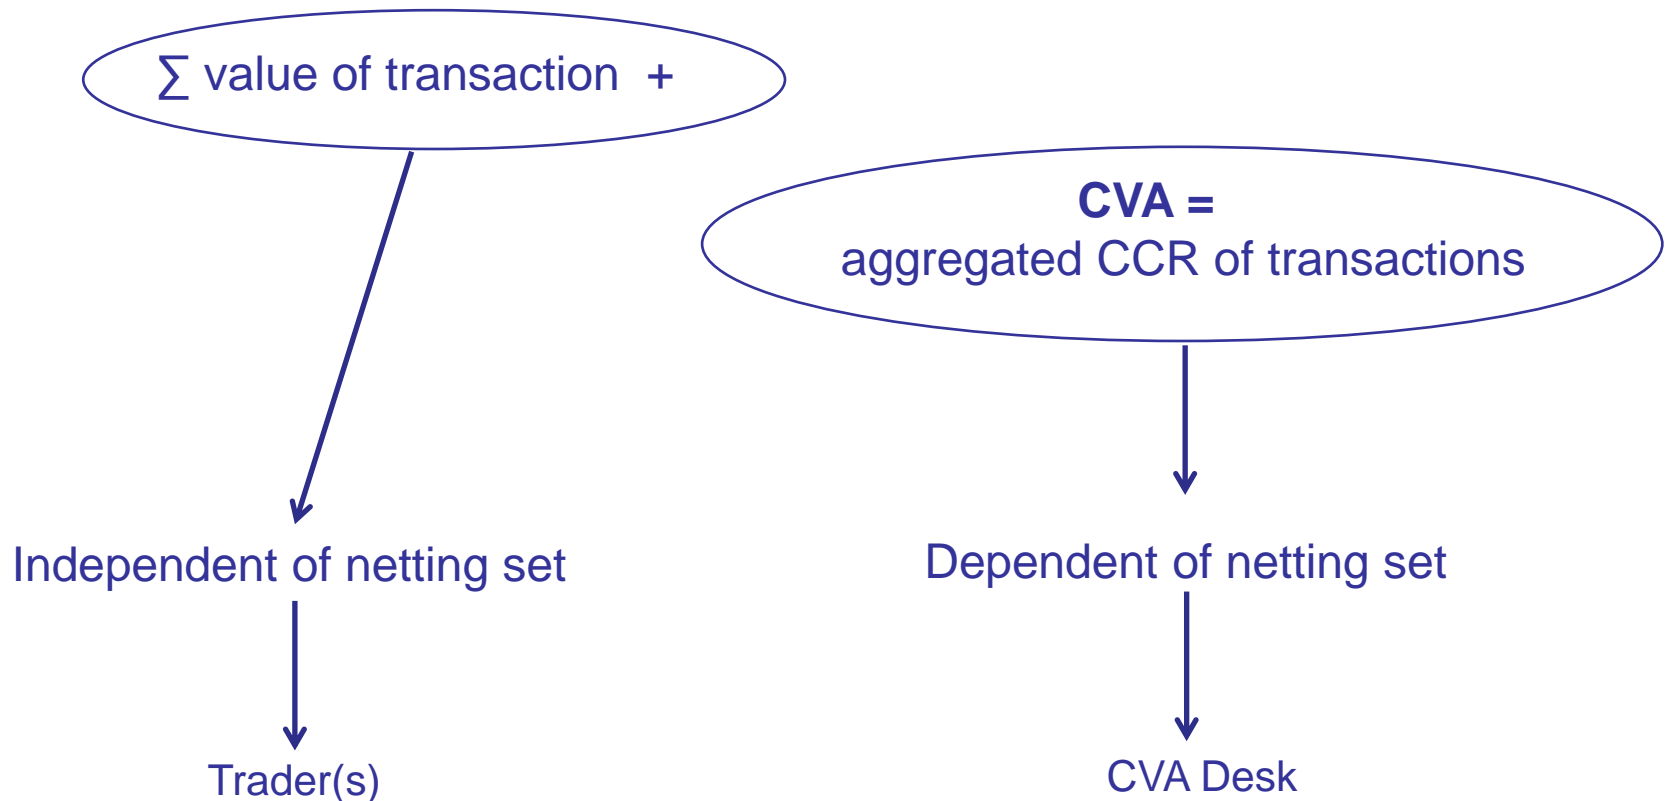 ∑ value of transaction +
CVA =
aggregated CCR of transactions
Independent of netting set
Dependent of netting set
Trader(s)
CVA Desk